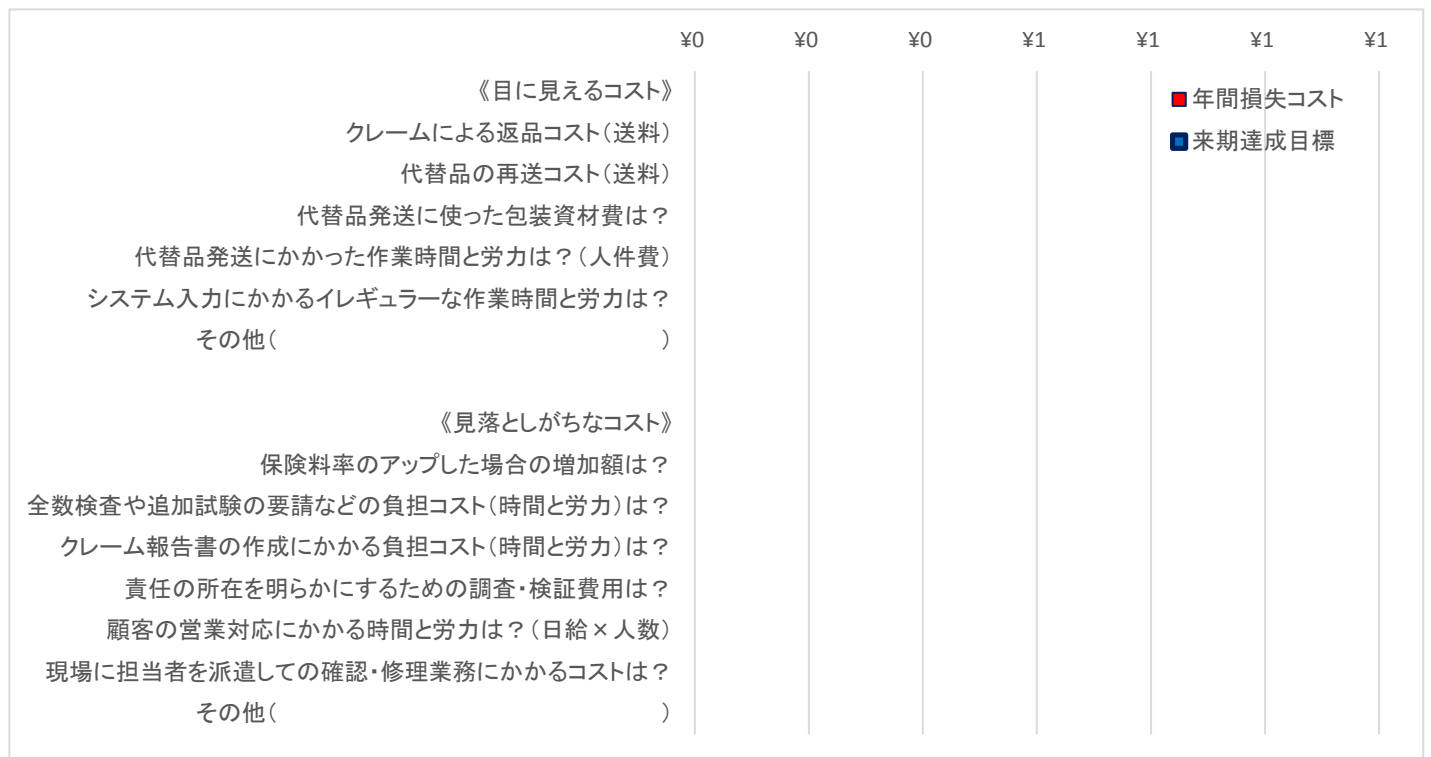 ¥0 ¥0 ¥0 ¥1 ¥1 ¥1 ¥1
《目に見えるコスト》
クレームによる返品コスト(送料)
代替品の再送コスト(送料)
代替品発送に使った包装資材費は？
代替品発送にかかった作業時間と労力は？(人件費)
システム入力にかかるイレギュラーな作業時間と労力は？
その他( )
《見落としがちなコスト》
保険料率のアップした場合の増加額は？
全数検査や追加試験の要請などの負担コスト(時間と労力)は？
クレーム報告書の作成にかかる負担コスト(時間と労力)は？
責任の所在を明らかにするための調査・検証費用は？
顧客の営業対応にかかる時間と労力は？(日給×人数)
現場に担当者を派遣しての確認・修理業務にかかるコストは？
その他( )
年間損失コスト
来期達成目標